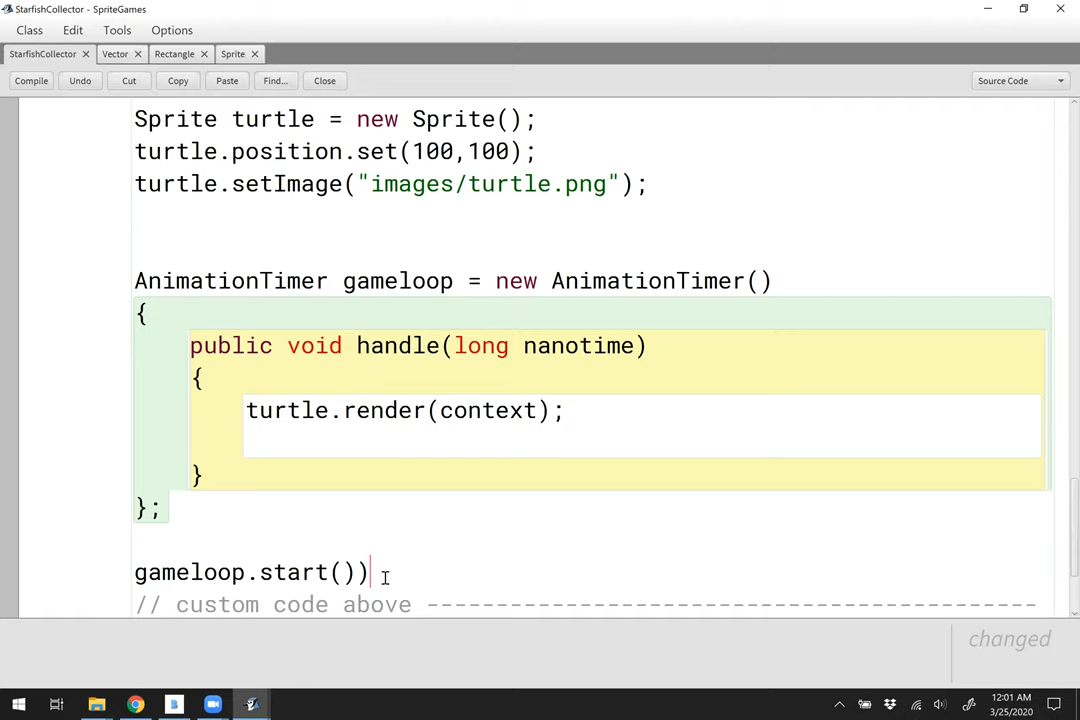 StarfishCollector - SpriteGames
Class Edit Tools Options
StarfishCollector Vector Rectangle Sprite
Compile Undo Cut Copy Paste Find... Close Source Code
Sprite turtle = new Sprite();
turtle.position.set(100,100);
turtle.setImage("images/turtle.png");
AnimationTimer gameloop = new AnimationTimer()
{
public void handle(long nanotime)
{
turtle.render(context);
}
};
gameloop.start())
// custom code above --------------------------------------------
changed
12:01 AM
3/25/2020